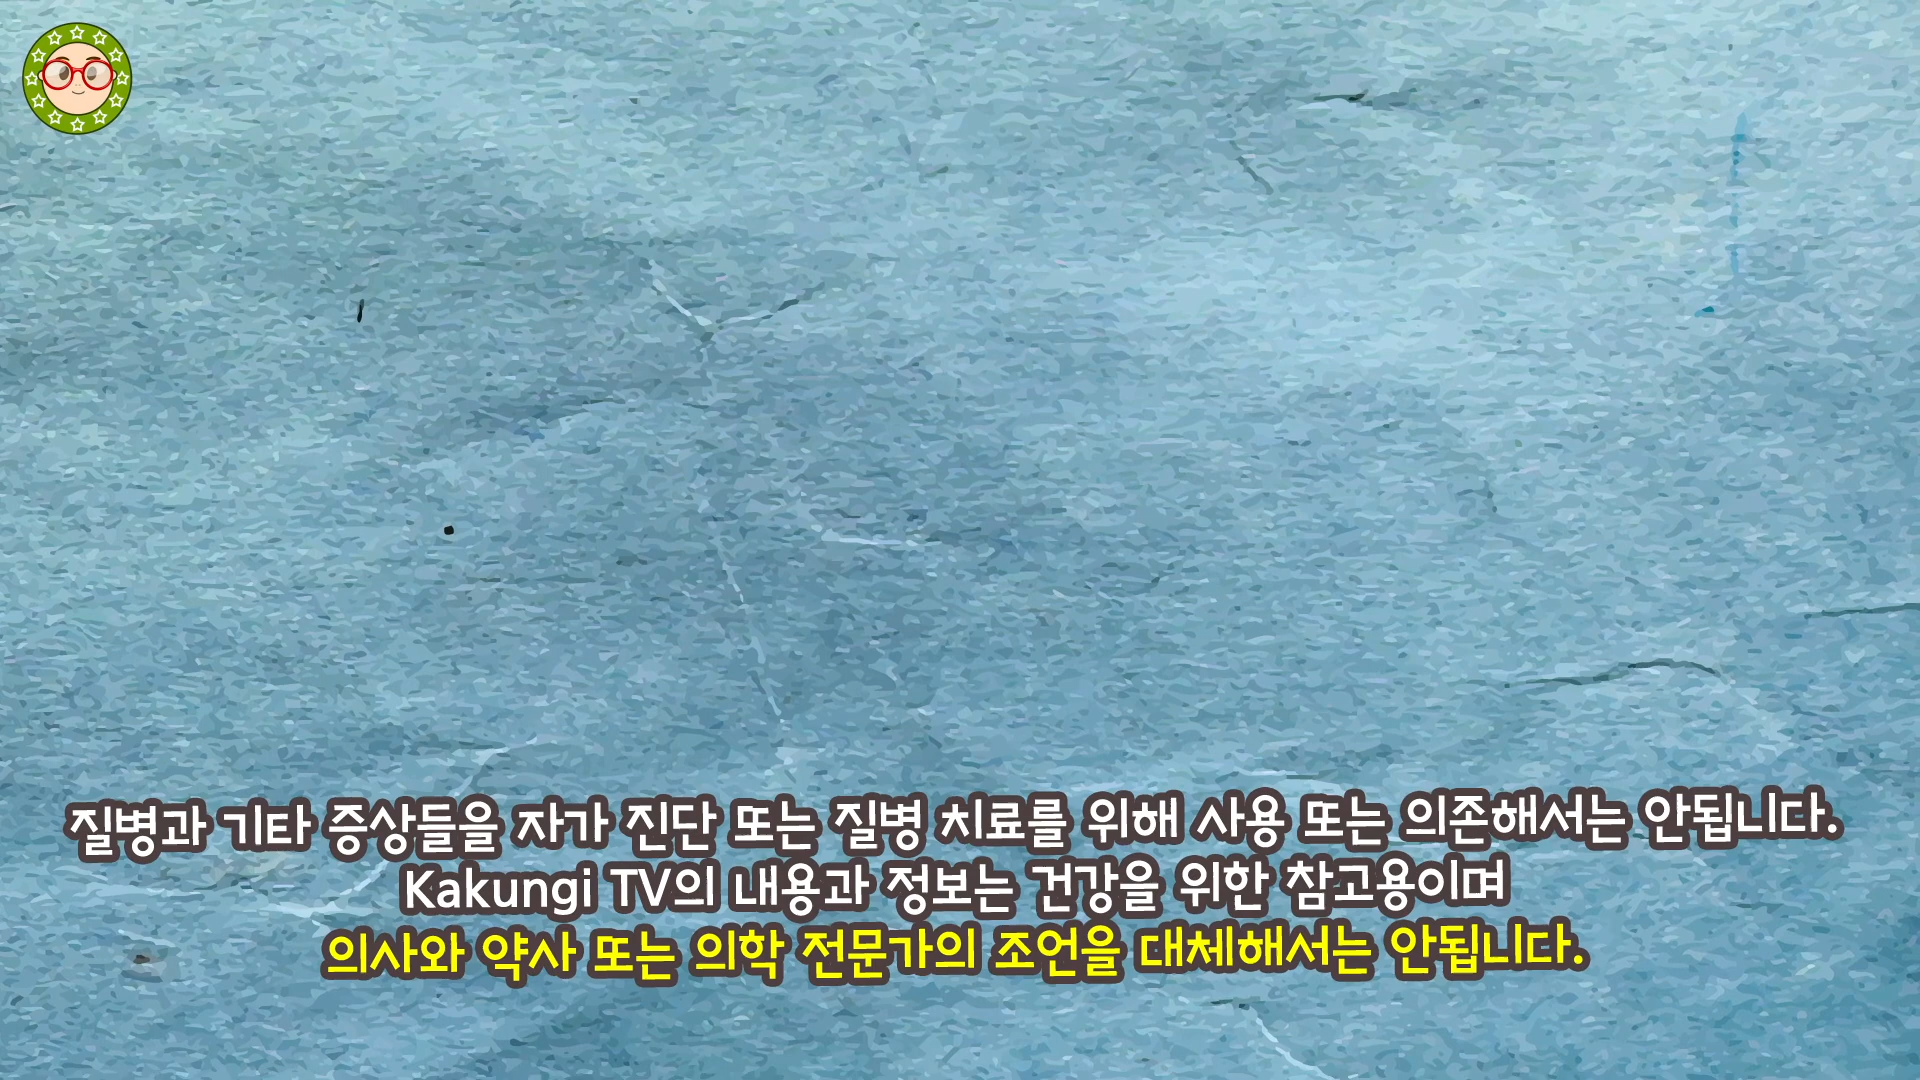 질병과 기타 증상들을 자가 진단 또는 질병 치료를 위해 사용 또는 의존해서는 안됩니다.
Kakungi TV의 내용과 정보는 건강을 위한 참고용이며
의사와 약사 또는 의학 전문가의 조언을 대체해서는 안됩니다.